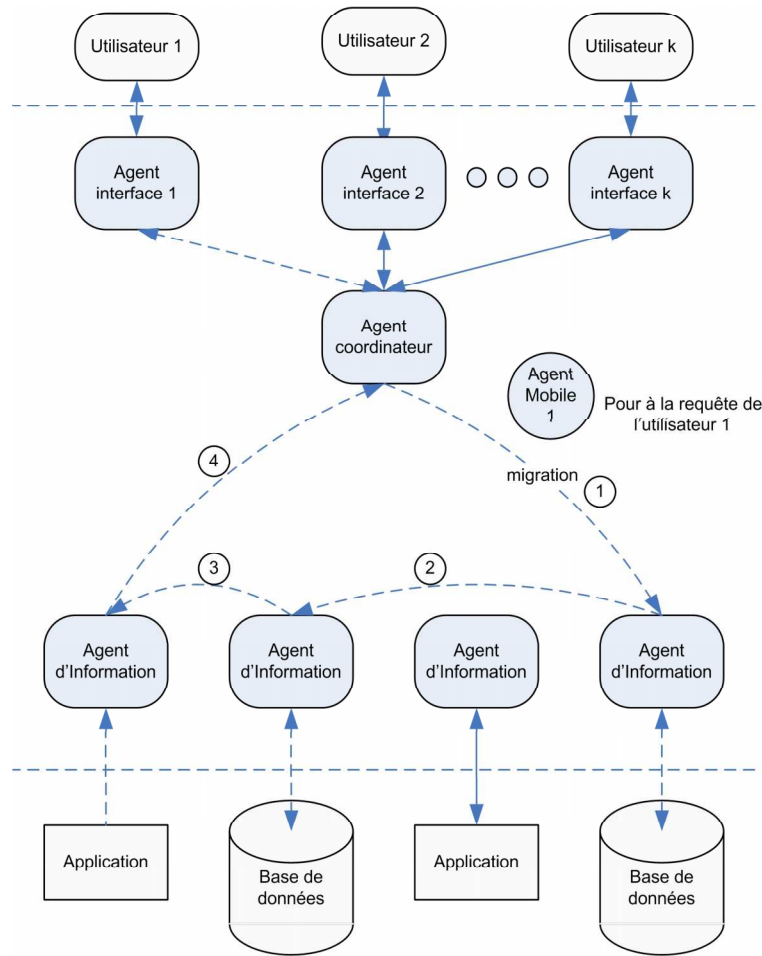 Utilisateur 1
Utilisateur 2
Utilisateur k
Agent
interface 1
Agent
interface 2
Agent
interface k
Agent
coordinateur
Agent
Mobile
1
Pour à la requête de
l'utilisateur 1
4
migration
1
3
2
Agent
d'Information
Agent
d'Information
Agent
d'Information
Agent
d'Information
Application
Base de
données
Application
Base de
données